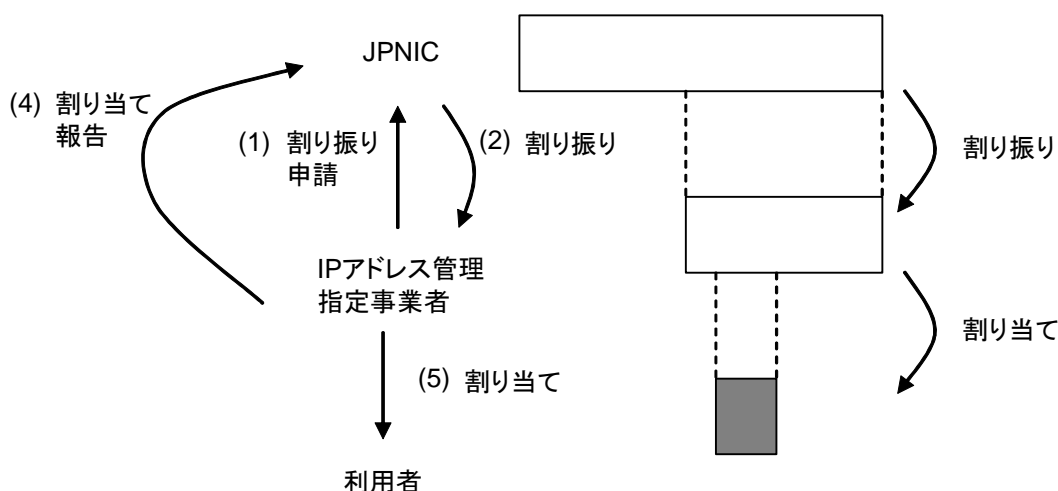 JPNIC
(4) 割り当て
報告
(1) 割り振り
申請
(2) 割り振り
割り振り
IPアドレス管理
指定事業者
割り当て
(5) 割り当て
利用者